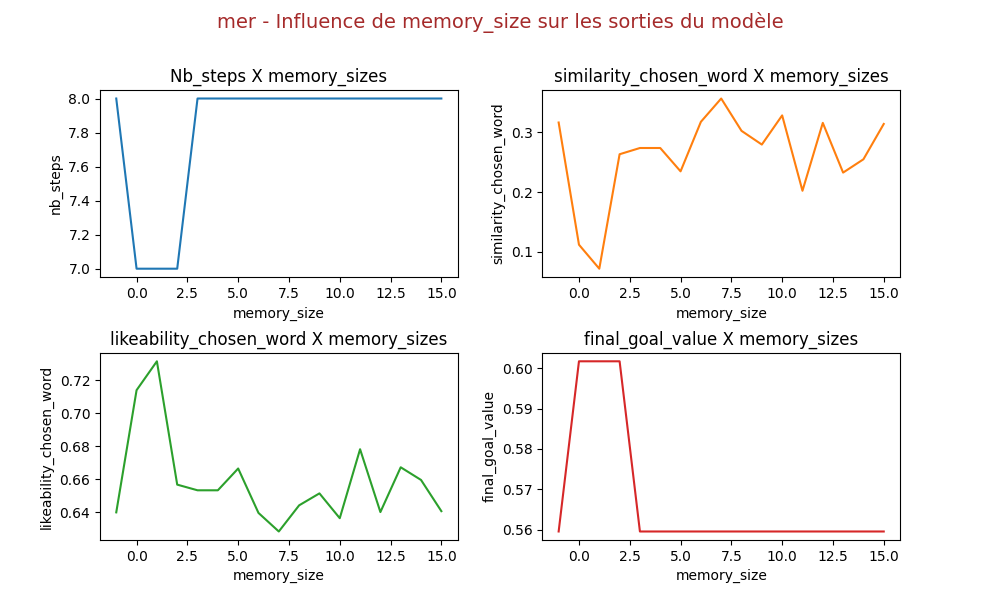 mer - Influence de memory_size sur les sorties du modèle
Nb_steps X memory_sizes
nb_steps
8.0
7.8
7.6
7.4
7.2
7.0
0.0 2.5 5.0 7.5 10.0 12.5 15.0
memory_size
similarity_chosen_word X memory_sizes
similarity_chosen_word
0.3
0.2
0.1
0.0 2.5 5.0 7.5 10.0 12.5 15.0
memory_size
likeability_chosen_word X memory_sizes
likeability_chosen_word
0.72
0.70
0.68
0.66
0.64
0.0 2.5 5.0 7.5 10.0 12.5 15.0
memory_size
final_goal_value X memory_sizes
final_goal_value
0.60
0.59
0.58
0.57
0.56
0.0 2.5 5.0 7.5 10.0 12.5 15.0
memory_size